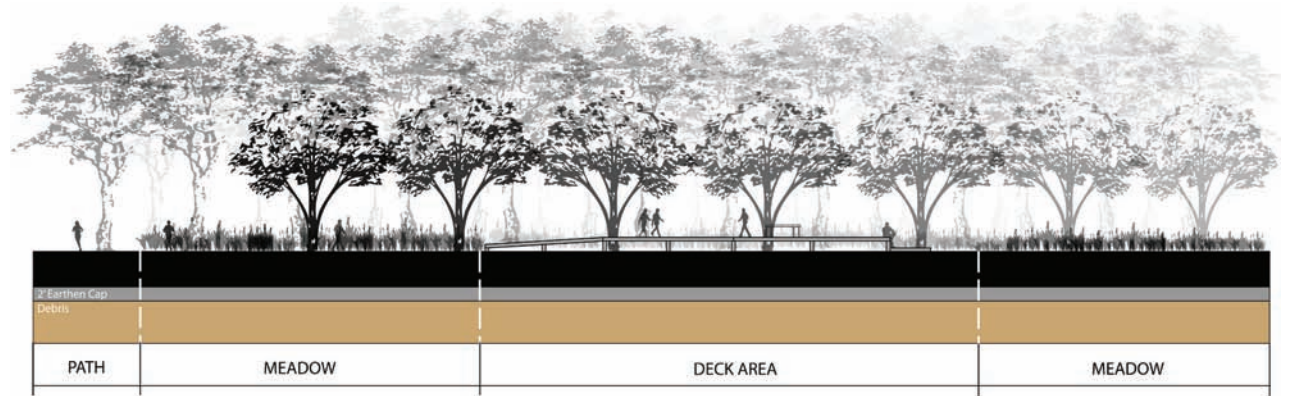 2' Earthen Cap
Debris
PATH
MEADOW
DECK AREA
MEADOW